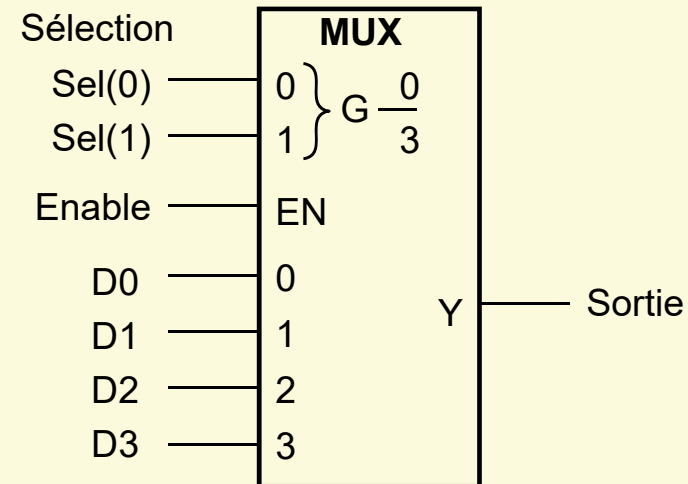 Sélection MUX
Sel(0) 0 0
G
Sel(1) 1 3
Enable EN
D0 0
Y Sortie
D1 1
D2 2
D3 3